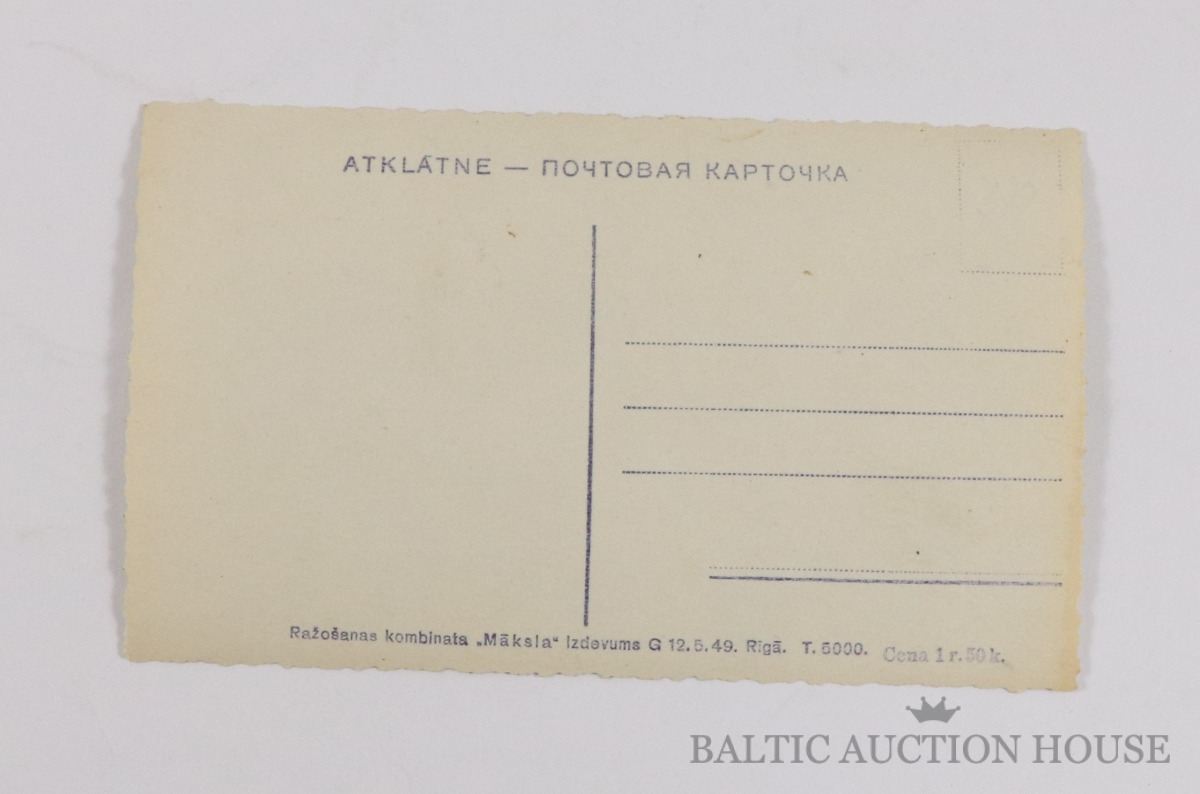 ATKLĀTNE — ПОЧТОВАЯ КАРТОЧКА
Ražošanas kombinata „Māksla“ izdevums G 12.5.49. Rīgā. T. 5000. Cena 1 r. 50 k.
BALTIC AUCTION HOUSE